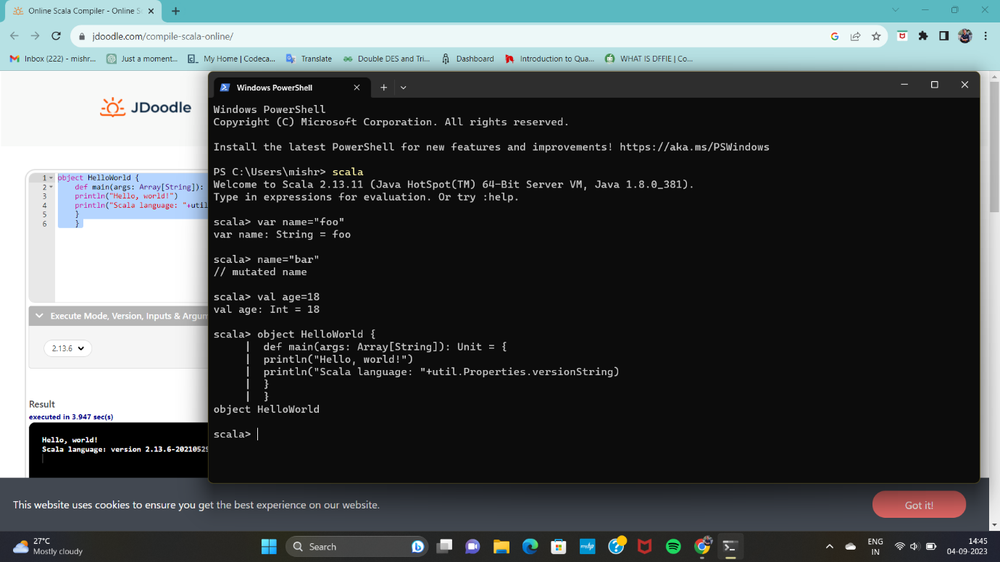 Online Scala Compiler - Online S
jdoodle.com/compile-scala-online/
Inbox (222) - mishr... Just a moment... My Home | Codeca... Translate Double DES and Tri... Dashboard Introduction to Qua... WHAT IS DFFIE | Co...
JDoodle
1 object HelloWorld {
2 def main(args: Array[String]):
3 println("Hello, world!")
4 println("Scala language: "+util
5 }
6 }
Execute Mode, Version, Inputs & Argum
2.13.6
Result
executed in 3.947 sec(s)
Hello, world!
Scala language: version 2.13.6-20210529
Windows PowerShell
Windows PowerShell
Copyright (C) Microsoft Corporation. All rights reserved.
Install the latest PowerShell for new features and improvements! https://aka.ms/PSWindows
PS C:\Users\mishr> scala
Welcome to Scala 2.13.11 (Java HotSpot(TM) 64-Bit Server VM, Java 1.8.0_381).
Type in expressions for evaluation. Or try :help.
scala> var name="foo"
var name: String = foo
scala> name="bar"
// mutated name
scala> val age=18
val age: Int = 18
scala> object HelloWorld {
| def main(args: Array[String]): Unit = {
| println("Hello, world!")
| println("Scala language: "+util.Properties.versionString)
| }
| }
object HelloWorld
scala>
This website uses cookies to ensure you get the best experience on our website.
Got it!
27°C
Mostly cloudy
Search
myhp
ENG
IN
14:45
04-09-2023